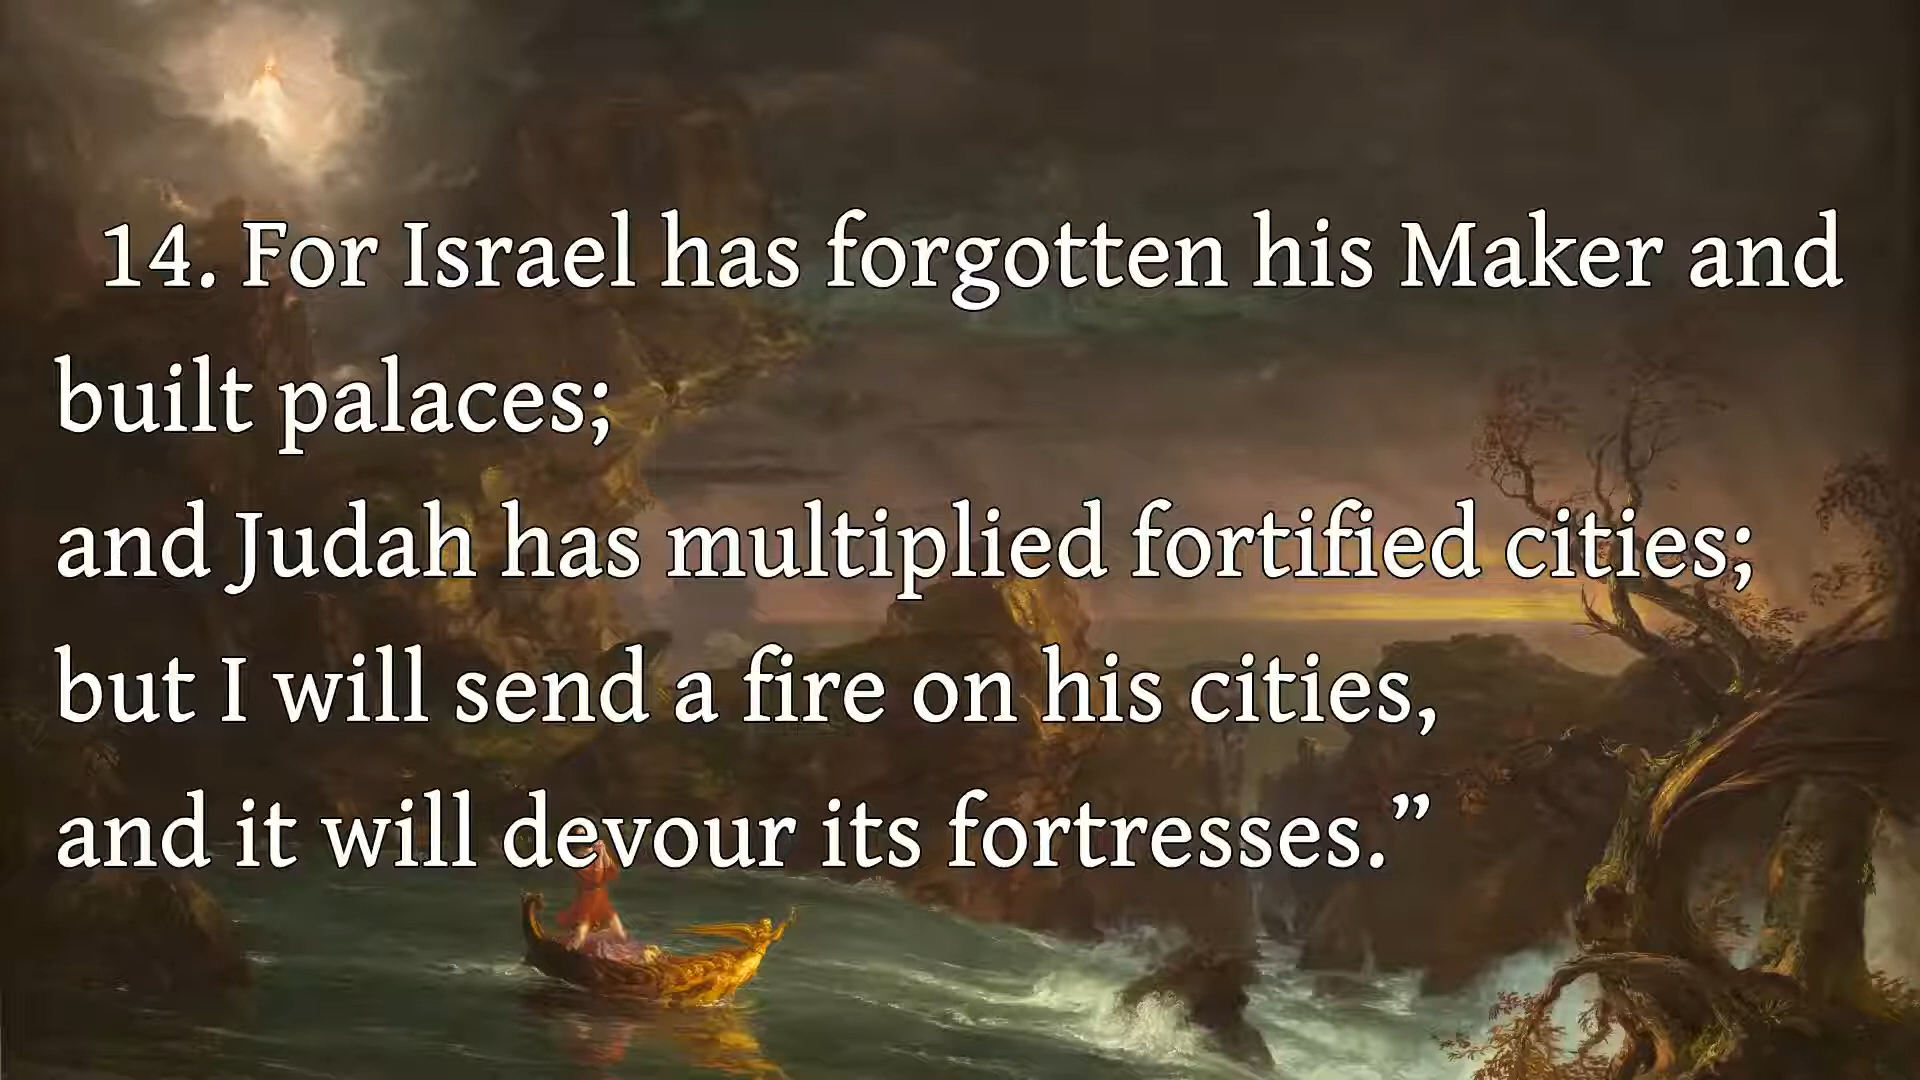 14. For Israel has forgotten his Maker and
built palaces;
and Judah has multiplied fortified cities;
but I will send a fire on his cities,
and it will devour its fortresses.”